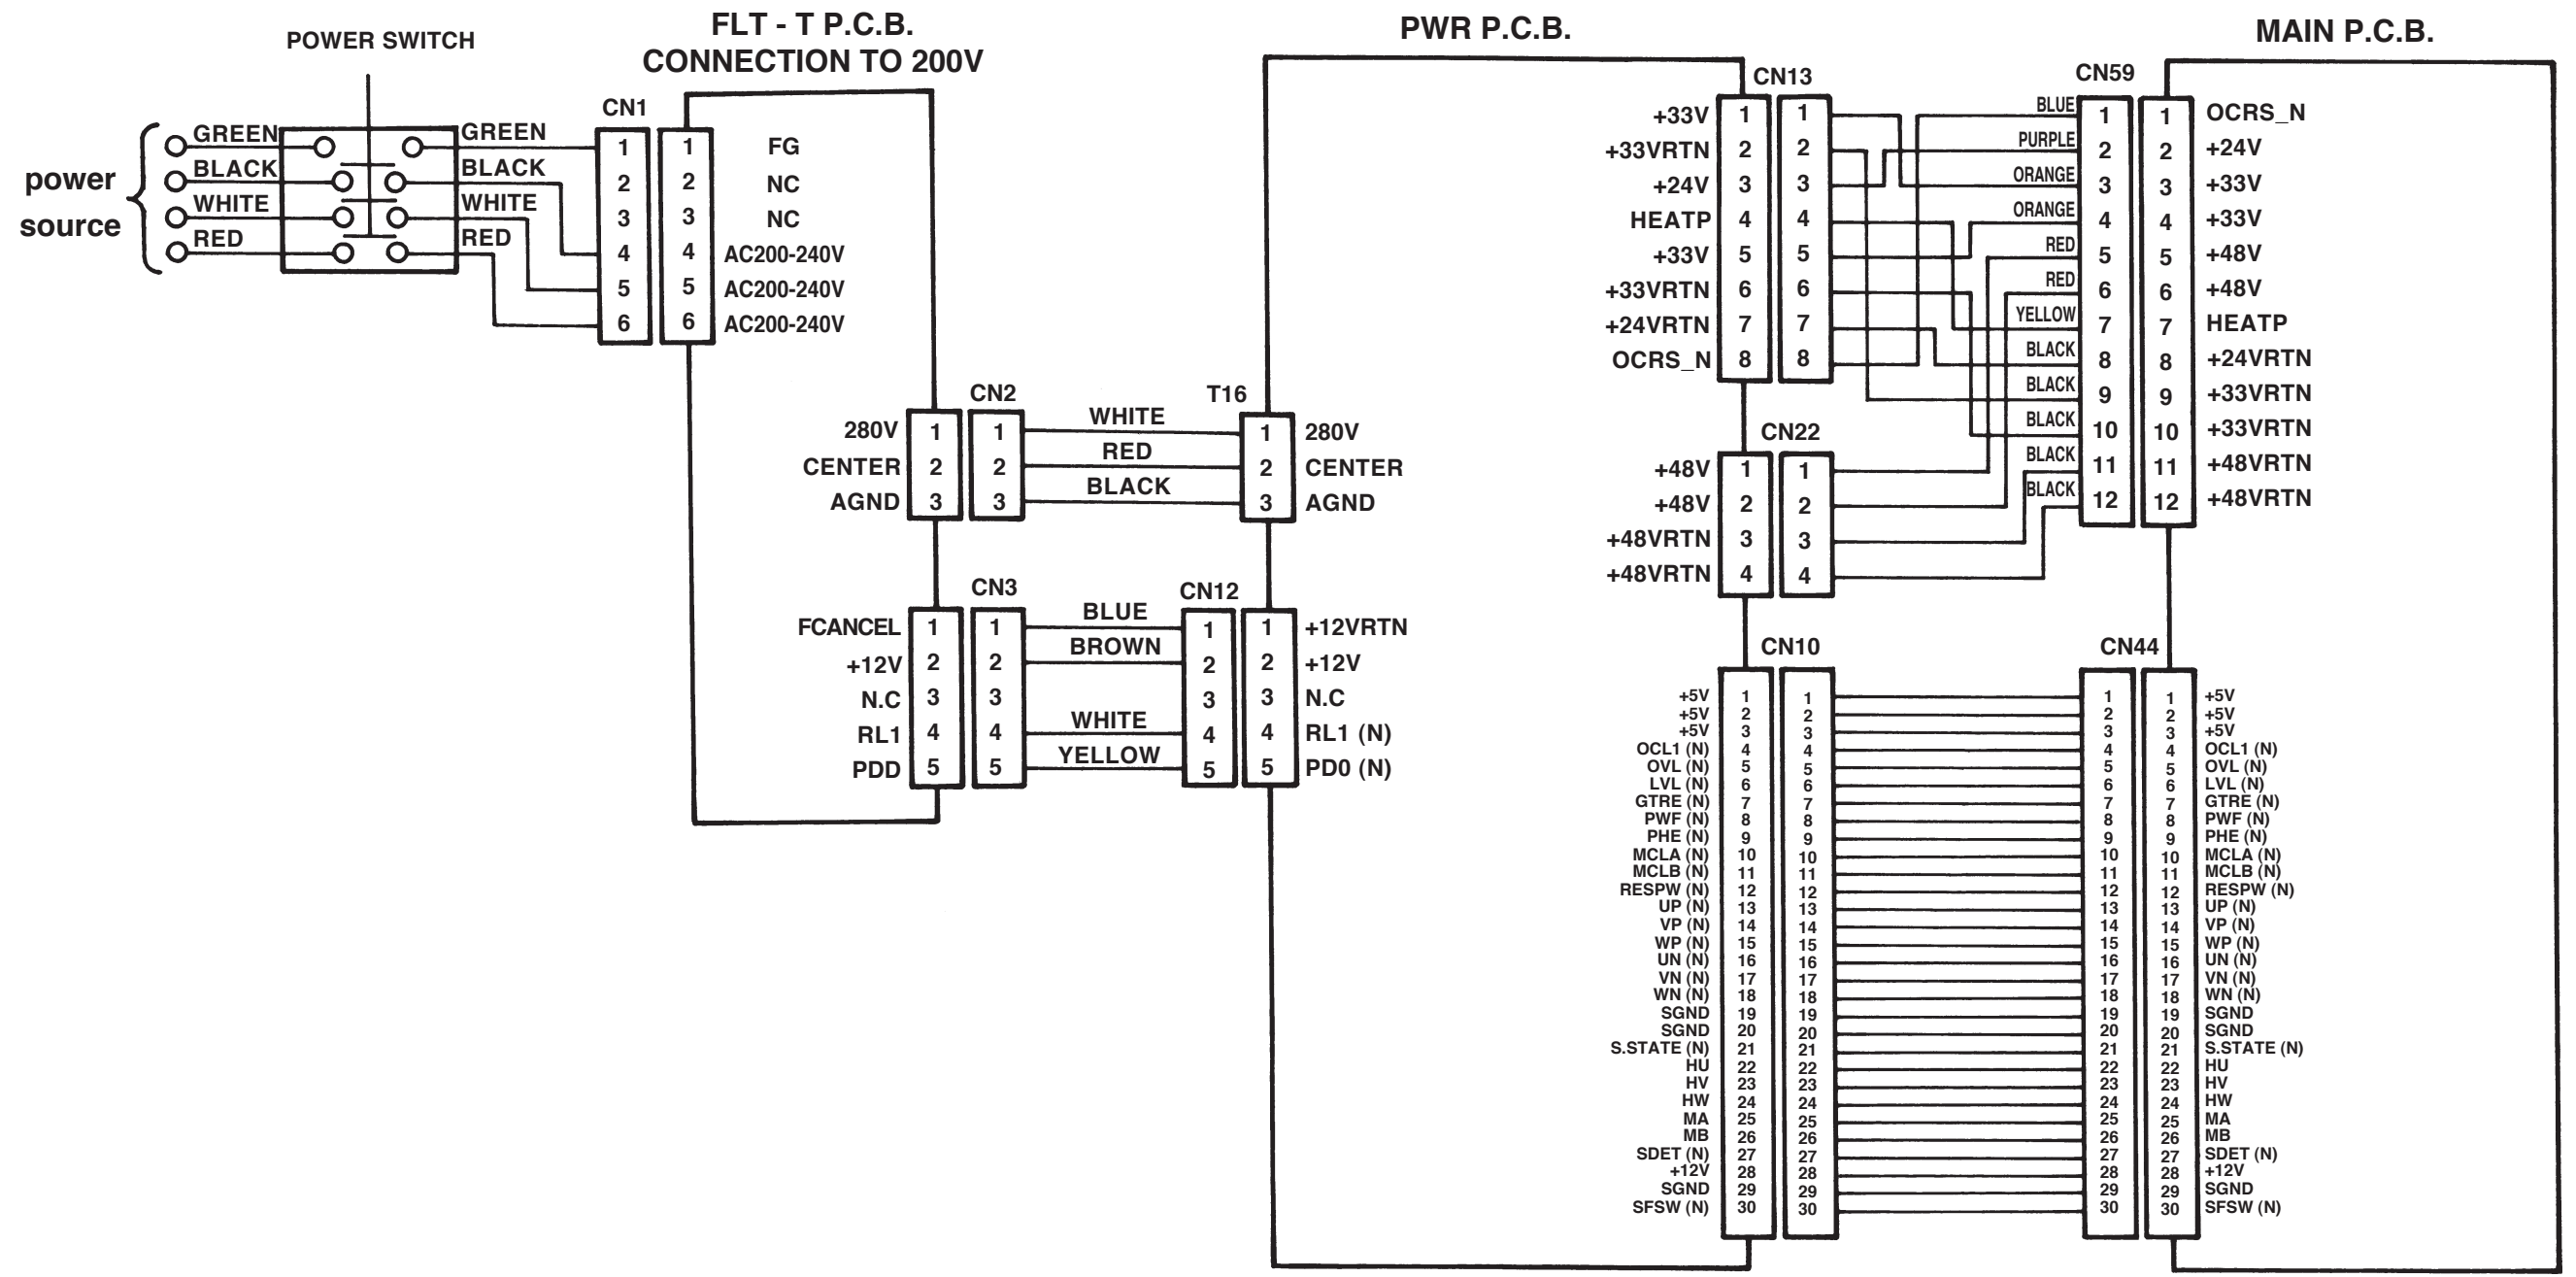 FLT - T P.C.B.
CONNECTION TO 200V
PWR P.C.B.
MAIN P.C.B.
POWER SWITCH
power
source
GREEN
BLACK
WHITE
RED
GREEN
BLACK
WHITE
RED
CN1
1
2
3
4
5
6
1 FG
2 NC
3 NC
4 AC200-240V
5 AC200-240V
6 AC200-240V
CN2
280V 1 1
CENTER 2 2
AGND 3 3
WHITE
RED
BLACK
T16
1 280V
2 CENTER
3 AGND
CN3
FCANCEL 1 1
+12V 2 2
N.C 3 3
RL1 4 4
PDD 5 5
BLUE
BROWN
WHITE
YELLOW
CN12
1 1 +12VRTN
2 2 +12V
3 3 N.C
4 4 RL1 (N)
5 5 PD0 (N)
CN13
+33V 1 1
+33VRTN 2 2
+24V 3 3
HEATP 4 4
+33V 5 5
+33VRTN 6 6
+24VRTN 7 7
OCRS_N 8 8
CN22
+48V 1 1
+48V 2 2
+48VRTN 3 3
+48VRTN 4 4
CN59
BLUE 1 1 OCRS_N
PURPLE 2 2 +24V
ORANGE 3 3 +33V
ORANGE 4 4 +33V
RED 5 5 +48V
RED 6 6 +48V
YELLOW 7 7 HEATP
BLACK 8 8 +24VRTN
BLACK 9 9 +33VRTN
BLACK 10 10 +33VRTN
BLACK 11 11 +48VRTN
BLACK 12 12 +48VRTN
CN10 CN44
+5V 1 1 1 1 +5V
+5V 2 2 2 2 +5V
+5V 3 3 3 3 +5V
OCL1 (N) 4 4 4 4 OCL1 (N)
OVL (N) 5 5 5 5 OVL (N)
LVL (N) 6 6 6 6 LVL (N)
GTRE (N) 7 7 7 7 GTRE (N)
PWF (N) 8 8 8 8 PWF (N)
PHE (N) 9 9 9 9 PHE (N)
MCLA (N) 10 10 10 10 MCLA (N)
MCLB (N) 11 11 11 11 MCLB (N)
RESPW (N) 12 12 12 12 RESPW (N)
UP (N) 13 13 13 13 UP (N)
VP (N) 14 14 14 14 VP (N)
WP (N) 15 15 15 15 WP (N)
UN (N) 16 16 16 16 UN (N)
VN (N) 17 17 17 17 VN (N)
WN (N) 18 18 18 18 WN (N)
SGND 19 19 19 19 SGND
SGND 20 20 20 20 SGND
S.STATE (N) 21 21 21 21 S.STATE (N)
HU 22 22 22 22 HU
HV 23 23 23 23 HV
HW 24 24 24 24 HW
MA 25 25 25 25 MA
MB 26 26 26 26 MB
SDET (N) 27 27 27 27 SDET (N)
+12V 28 28 28 28 +12V
SGND 29 29 29 29 SGND
SFSW (N) 30 30 30 30 SFSW (N)